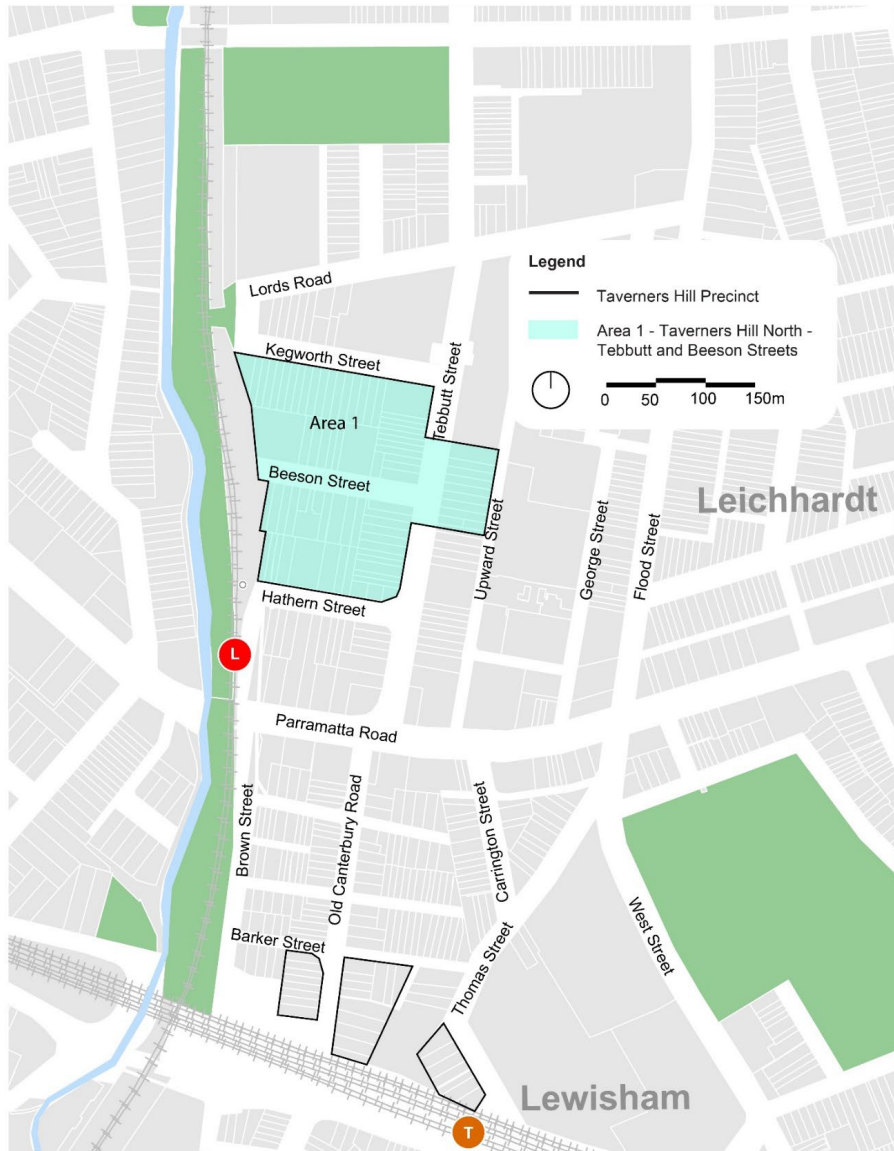 Lords Road
Legend
Taverners Hill Precinct
Area 1 - Taverners Hill North -
Tebbutt and Beeson Streets
0 50 100 150m
Kegworth Street
Tebbutt Street
Area 1
Beeson Street
Leichhardt
Upward Street
George Street
Flood Street
Hathern Street
L
Parramatta Road
Brown Street
Old Canterbury Road
Carrington Street
Barker Street
Thomas Street
West Street
Lewisham
T